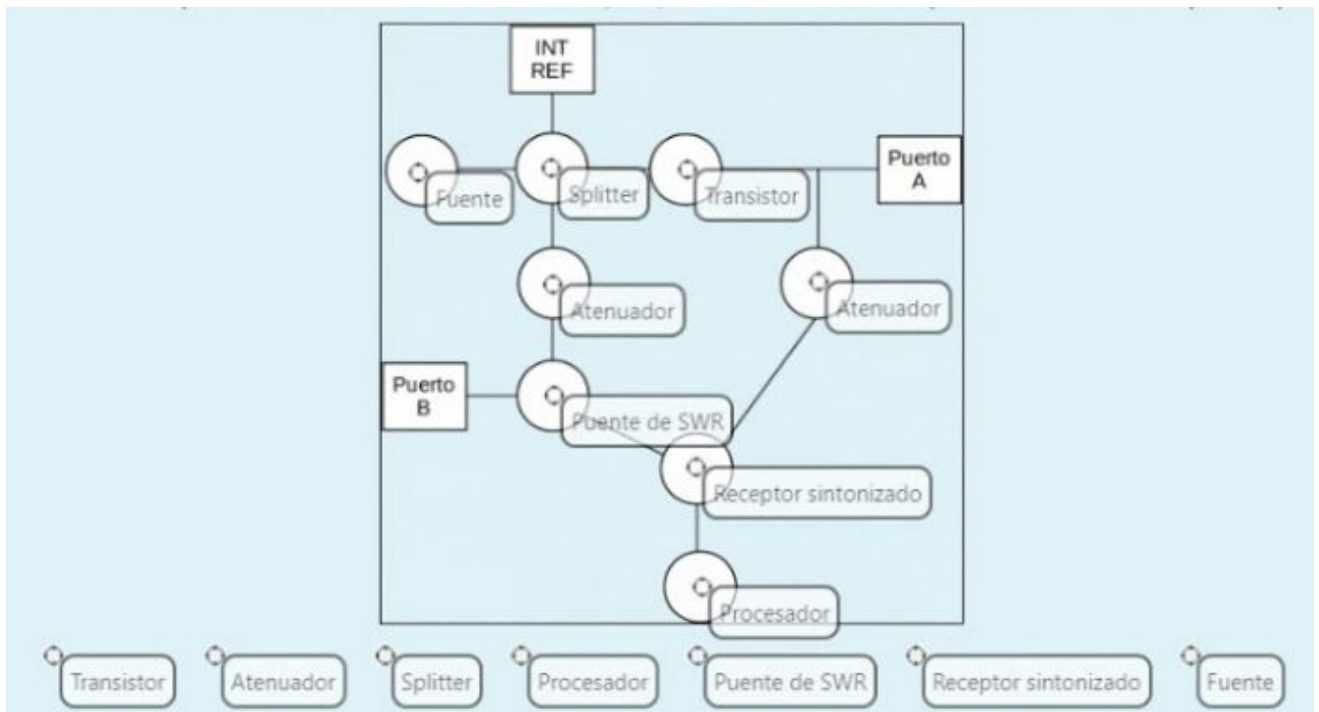 INT
REF
Puerto
A
Fuente
Splitter
Transistor
Atenuador
Atenuador
Puerto
B
Puente de SWR
Receptor sintonizado
Procesador
Transistor
Atenuador
Splitter
Procesador
Puente de SWR
Receptor sintonizado
Fuente